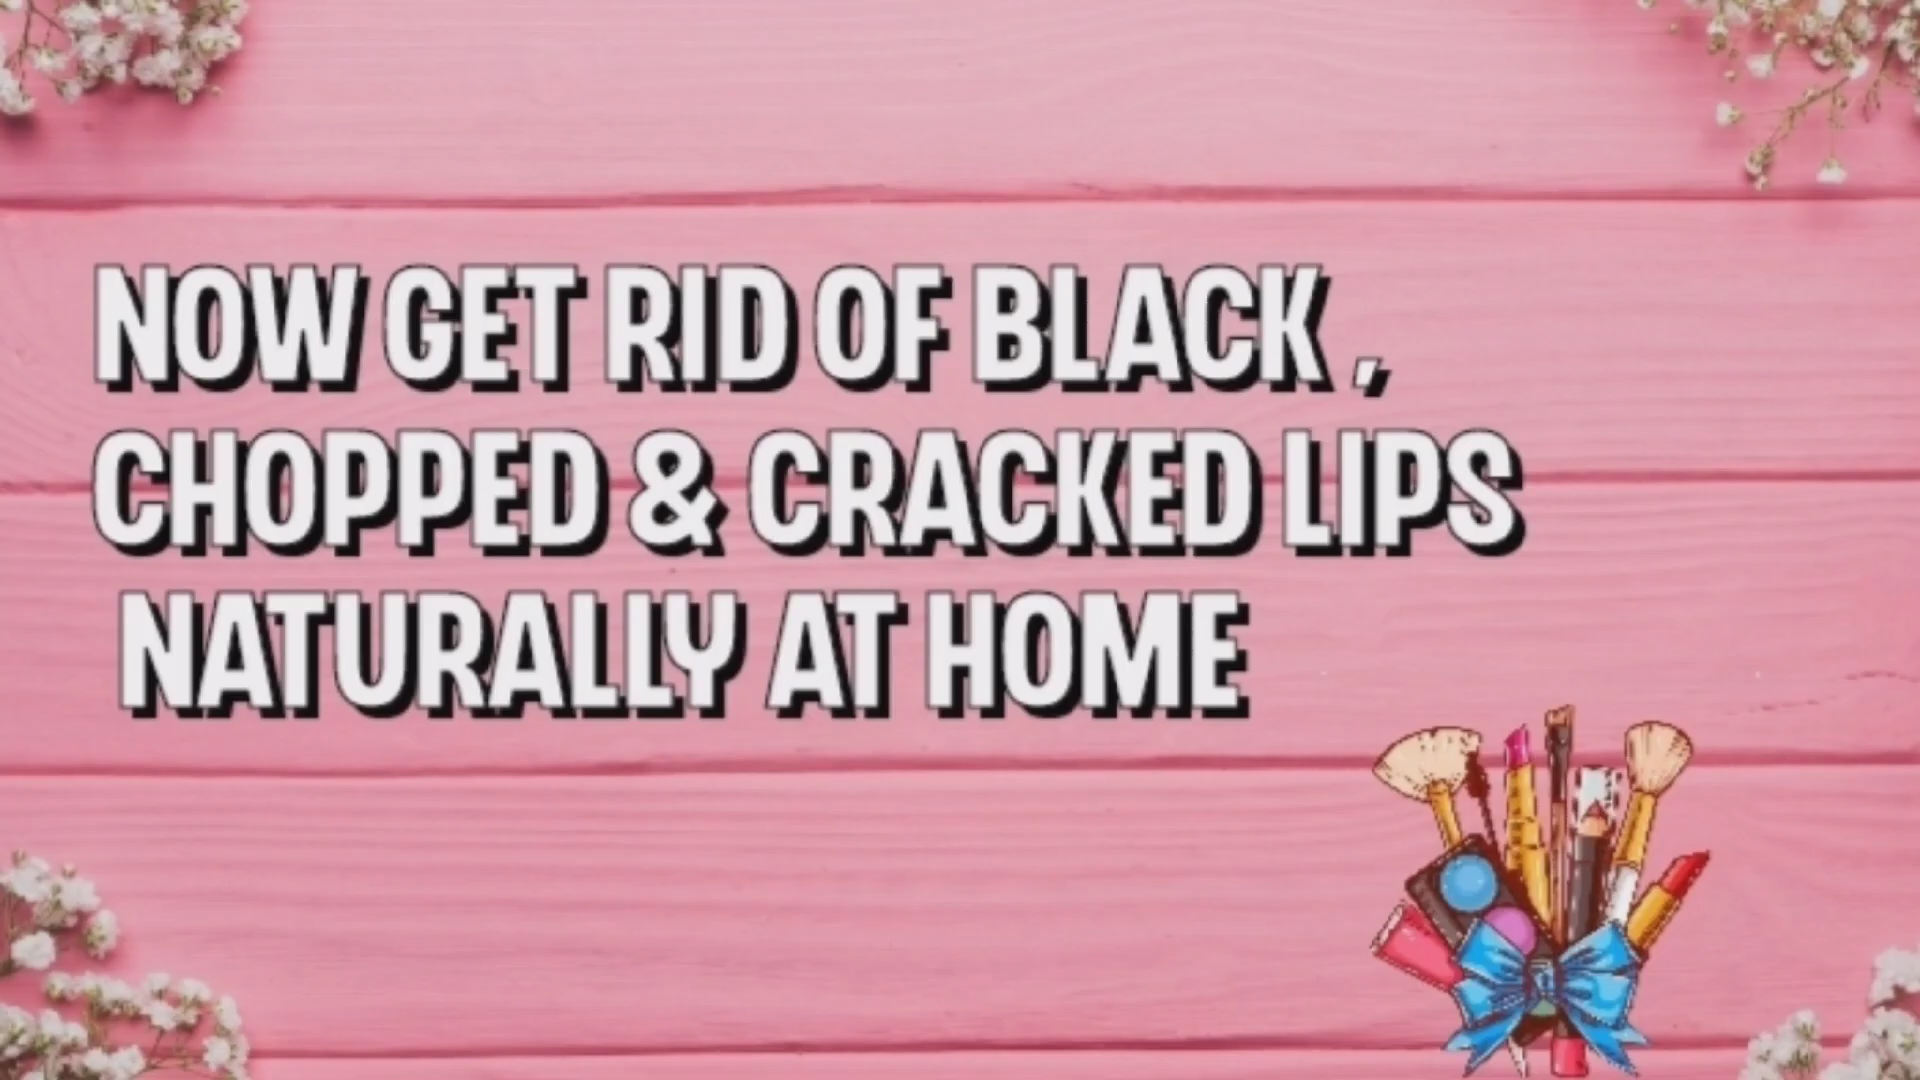 NOW GET RID OF BLACK ,
CHOPPED & CRACKED LIPS
NATURALLY AT HOME